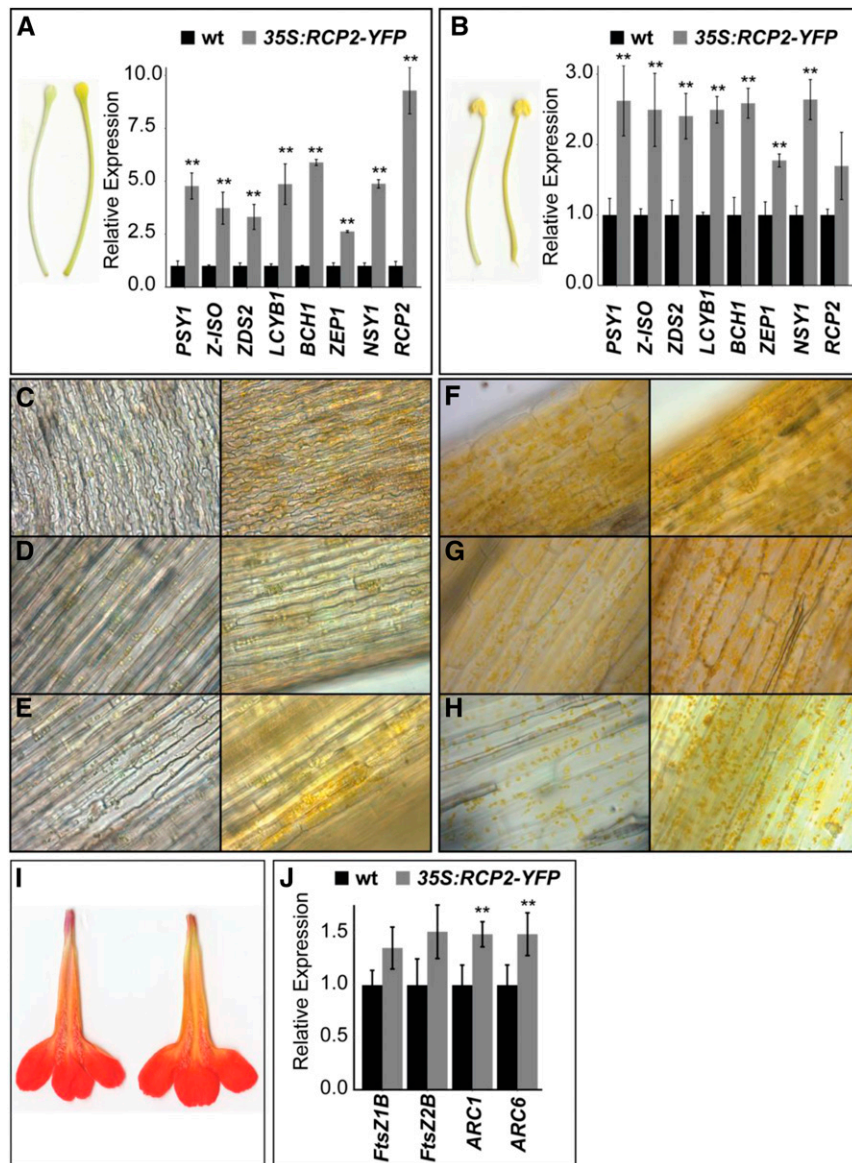 A
wt 35S:RCP2-YFP
Relative Expression
10.0
7.5
5.0
2.5
0.0
** ** ** ** ** ** ** **
PSY1 Z-ISO ZDS2 LCYB1 BCH1 ZEP1 NSY1 RCP2
B
wt 35S:RCP2-YFP
Relative Expression
3.0
2.0
1.0
0.0
** ** ** ** ** ** **
PSY1 Z-ISO ZDS2 LCYB1 BCH1 ZEP1 NSY1 RCP2
C
D
E
F
G
H
I
J
wt 35S:RCP2-YFP
Relative Expression
1.5
1.0
0.5
0.0
** **
FtsZ1B FtsZ2B ARC1 ARC6